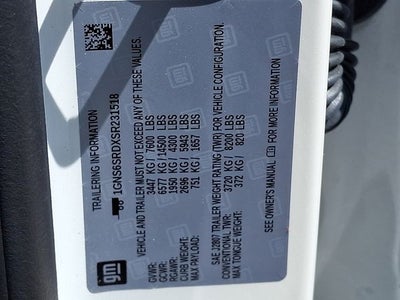 gm
TRAILERING INFORMATION
1GNS6SRDXSR231518
VEHICLE AND TRAILER MUST NOT EXCEED ANY OF THESE VALUES.
GVWR: 3447 KG / 7600 LBS
GCWR: 6577 KG / 14500 LBS
RGAWR: 1950 KG / 4300 LBS
CURB WEIGHT: 2696 KG / 5943 LBS
MAX PAYLOAD: 751 KG / 1657 LBS
SAE J2807 TRAILER WEIGHT RATING (TWR) FOR VEHICLE CONFIGURATION.
CONVENTIONAL TWR: 3720 KG / 8200 LBS
MAX TONGUE WEIGHT: 372 KG / 820 LBS
SEE OWNER'S MANUAL FOR MORE INFORMATION